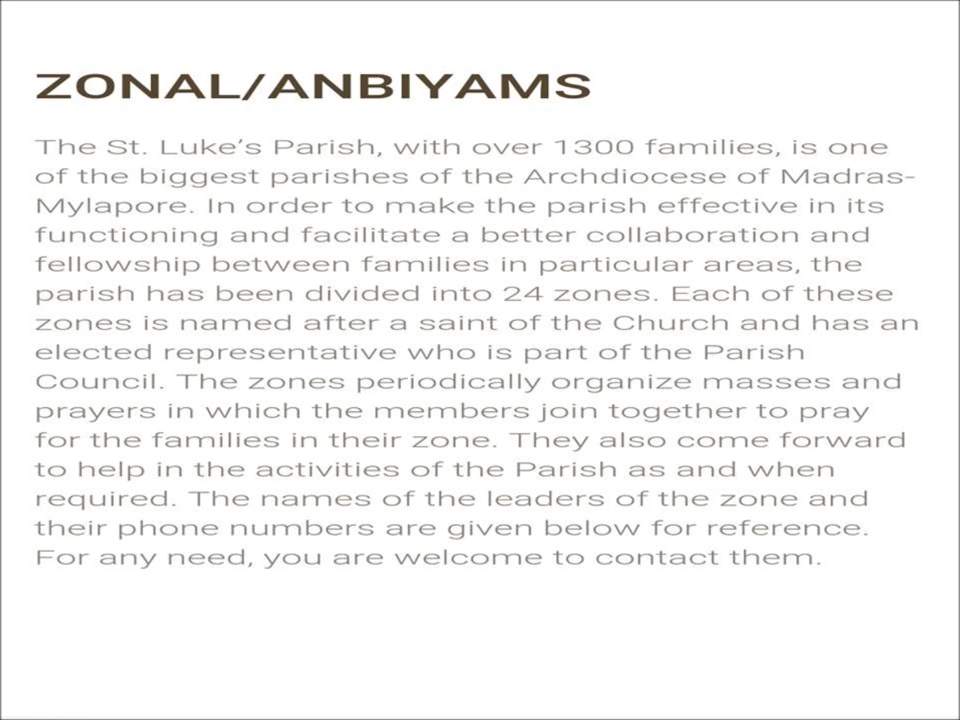 ZONAL/ANBIYAMS
The St. Luke's Parish, with over 1300 families, is one
of the biggest parishes of the Archdiocese of Madras-
Mylapore. In order to make the parish effective in its
functioning and facilitate a better collaboration and
fellowship between families in particular areas, the
parish has been divided into 24 zones. Each of these
zones is named after a saint of the Church and has an
elected representative who is part of the Parish
Council. The zones periodically organize masses and
prayers in which the members join together to pray
for the families in their zone. They also come forward
to help in the activities of the Parish as and when
required. The names of the leaders of the zone and
their phone numbers are given below for reference.
For any need, you are welcome to contact them.